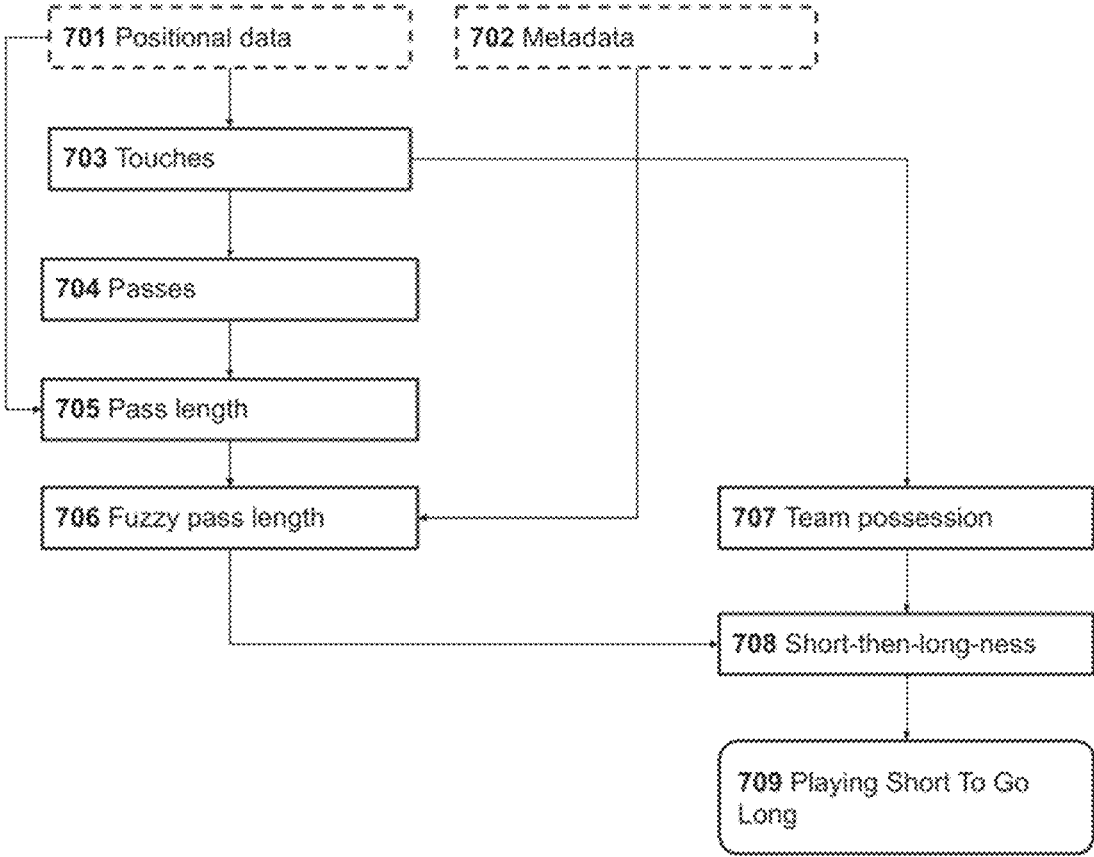 701 Positional data
702 Metadata
703 Touches
704 Passes
705 Pass length
706 Fuzzy pass length
707 Team possession
708 Short-then-long-ness
709 Playing Short To Go
Long